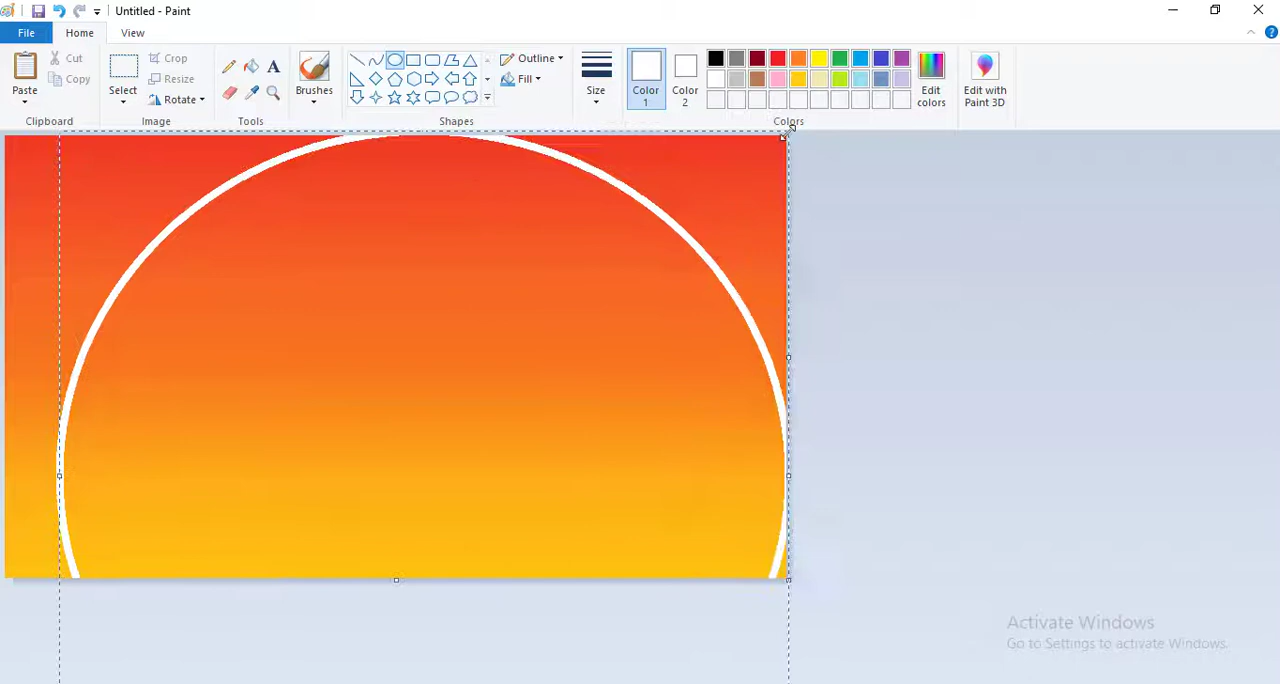 Untitled - Paint
File
Home
View
Paste
Cut
Copy
Clipboard
Select
Crop
Resize
Rotate
Image
A
Tools
Brushes
Outline
Fill
Shapes
Size
Color
1
Color
2
Edit
colors
Colors
Edit with
Paint 3D
?
Activate Windows
Go to Settings to activate Windows.